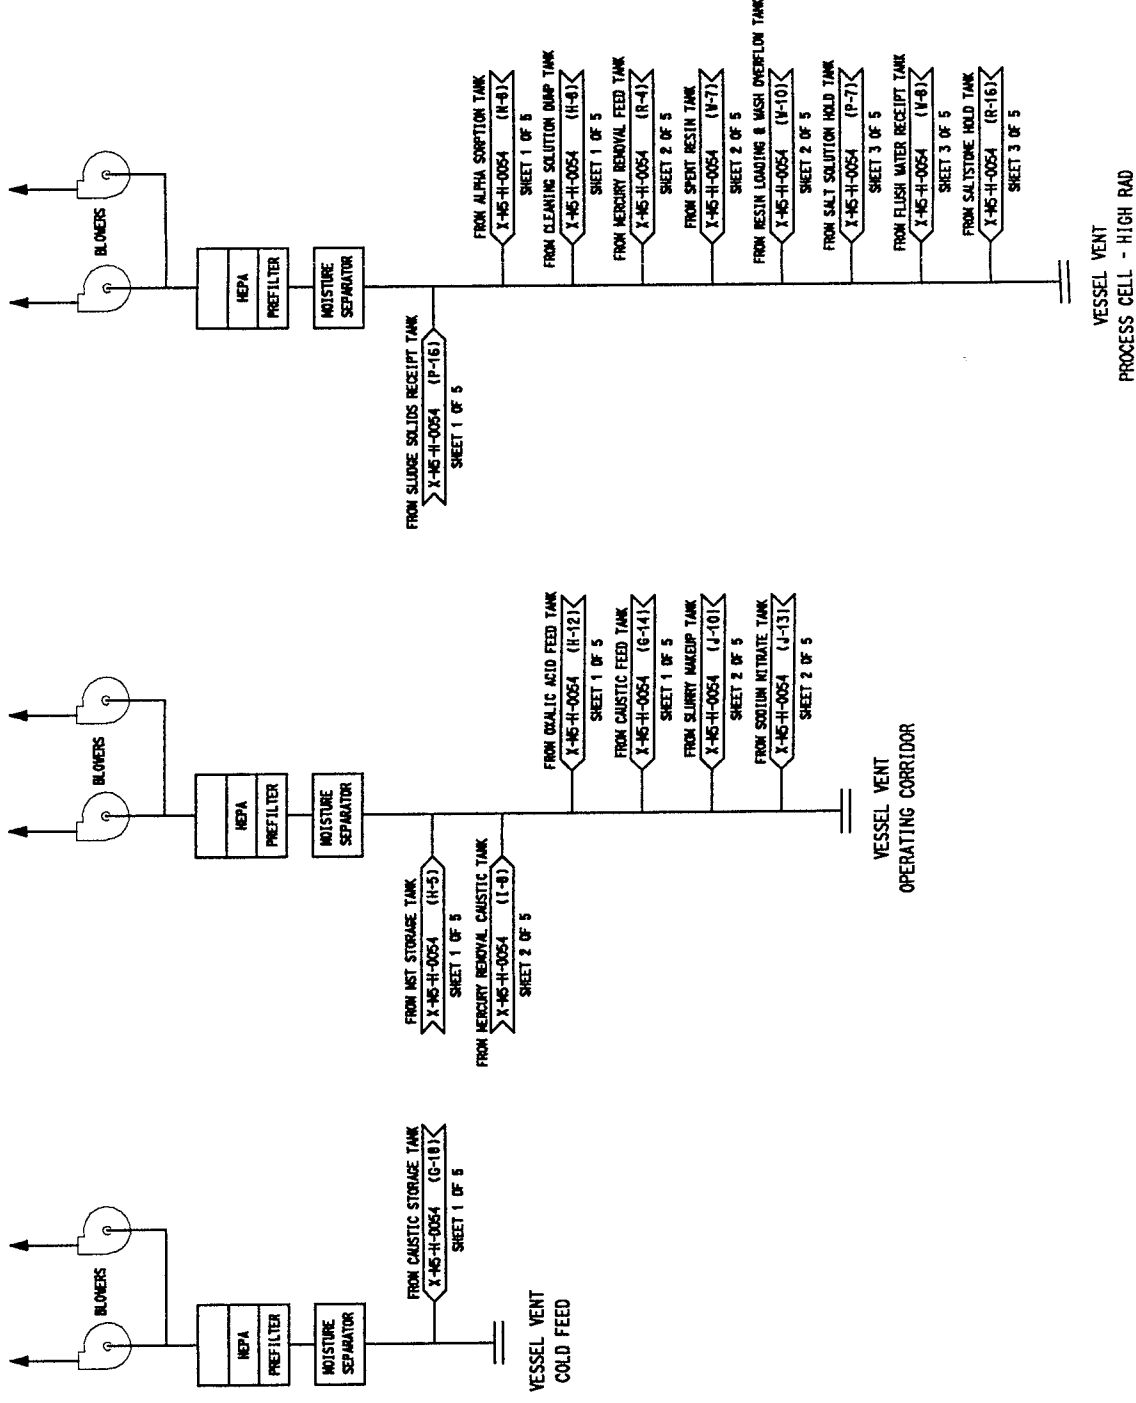 BLOWERS
HEPA
PREFILTER
MOISTURE
SEPARATOR
FROM CAUSTIC STORAGE TANK
X-M5-H-0054 (G-18)
SHEET 1 OF 5
VESSEL VENT
COLD FEED
BLOWERS
HEPA
PREFILTER
MOISTURE
SEPARATOR
FROM MST STORAGE TANK
X-M5-H-0054 (H-5)
SHEET 1 OF 5
FROM MERCURY REMOVAL CAUSTIC TANK
X-M5-H-0054 (I-8)
SHEET 2 OF 5
FROM OXALIC ACID FEED TANK
X-M5-H-0054 (H-12)
SHEET 1 OF 5
FROM CAUSTIC FEED TANK
X-M5-H-0054 (G-14)
SHEET 1 OF 5
FROM SLURRY MAKEUP TANK
X-M5-H-0054 (J-10)
SHEET 2 OF 5
FROM SODIUM NITRATE TANK
X-M5-H-0054 (J-13)
SHEET 2 OF 5
VESSEL VENT
OPERATING CORRIDOR
BLOWERS
HEPA
PREFILTER
MOISTURE
SEPARATOR
FROM SLUDGE SOLIDS RECEIPT TANK
X-M5-H-0054 (P-16)
SHEET 1 OF 5
FROM ALPHA SORPTION TANK
X-M5-H-0054 (N-6)
SHEET 1 OF 5
FROM CLEANING SOLUTION DUMP TANK
X-M5-H-0054 (H-8)
SHEET 1 OF 5
FROM MERCURY REMOVAL FEED TANK
X-M5-H-0054 (R-4)
SHEET 2 OF 5
FROM SPENT RESIN TANK
X-M5-H-0054 (V-7)
SHEET 2 OF 5
FROM RESIN LOADING & WASH OVERFLOW TANK
X-M5-H-0054 (V-10)
SHEET 2 OF 5
FROM SALT SOLUTION HOLD TANK
X-M5-H-0054 (P-7)
SHEET 3 OF 5
FROM FLUSH WATER RECEIPT TANK
X-M5-H-0054 (V-8)
SHEET 3 OF 5
FROM SALTSTONE HOLD TANK
X-M5-H-0054 (R-16)
SHEET 3 OF 5
VESSEL VENT
PROCESS CELL - HIGH RAD